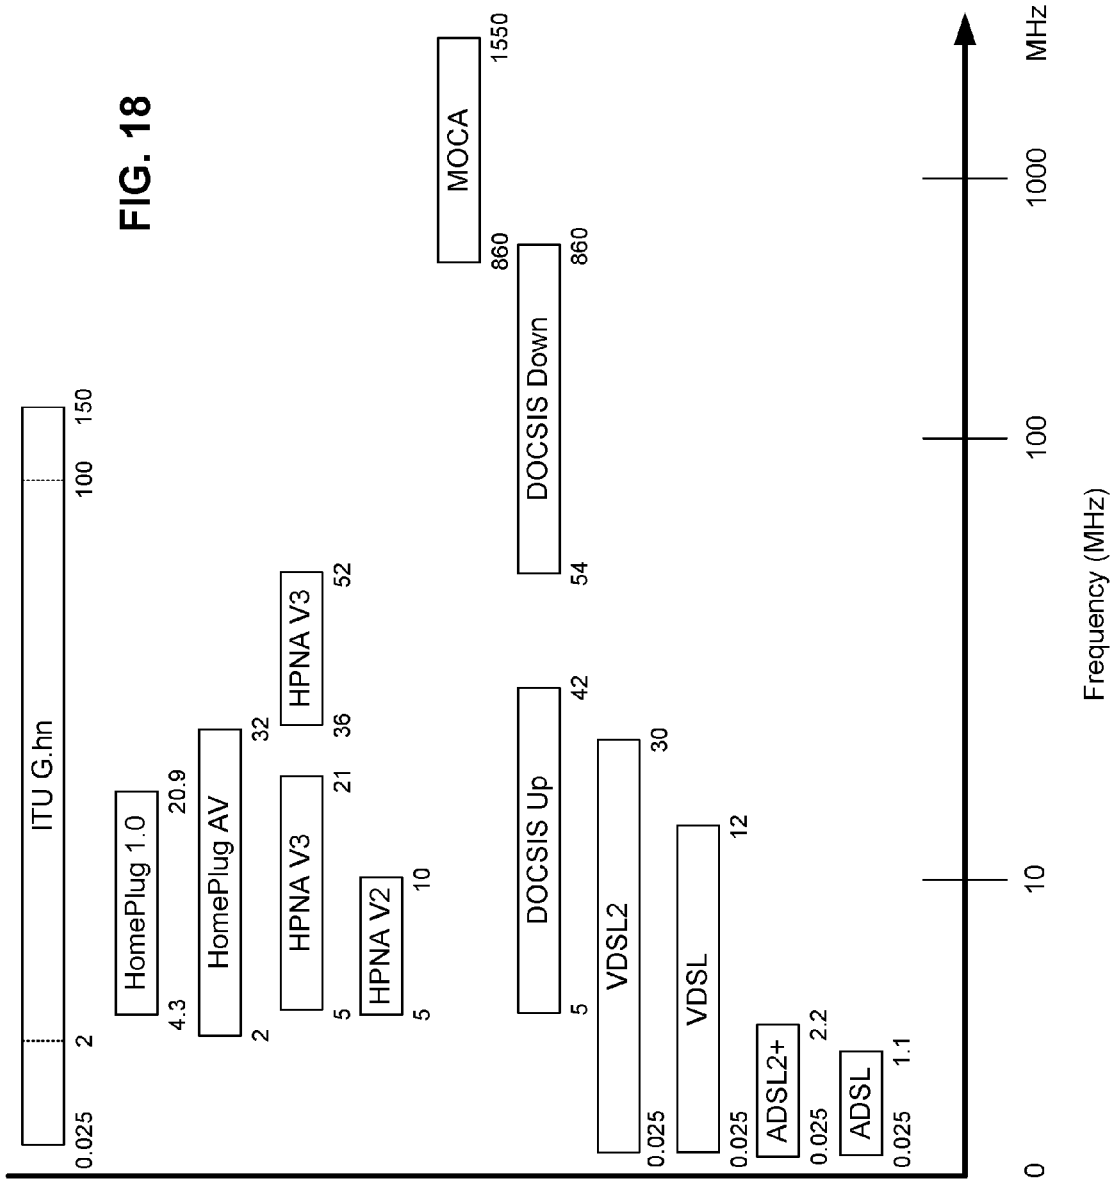 FIG. 18
ITU G.hn
0.025 2 100 150
HomePlug 1.0
4.3 20.9
HomePlug AV
2 32
HPNA V3 HPNA V3
5 21 36 52
HPNA V2
5 10
MOCA
860 1550
DOCSIS Up DOCSIS Down
5 42 54 860
VDSL2
0.025 30
VDSL
0.025 12
ADSL2+
0.025 2.2
ADSL
0.025 1.1
0 10 100 1000 MHz
Frequency (MHz)